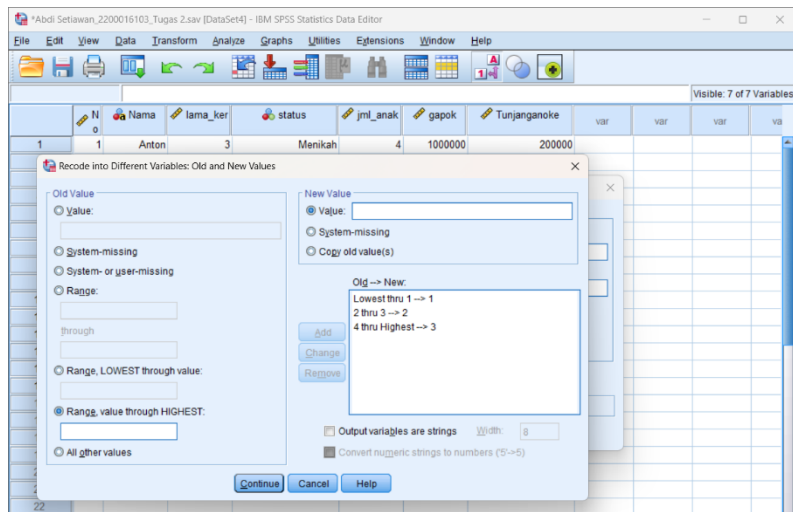 *Abdi Setiawan_2200016103_Tugas 2.sav [DataSet4] - IBM SPSS Statistics Data Editor
File Edit View Data Transform Analyze Graphs Utilities Extensions Window Help
Visible: 7 of 7 Variables
No Nama lama_ker status jml_anak gapok Tunjanganoke var var var va
1 1 Anton 3 Menikah 4 1000000 200000
Recode into Different Variables: Old and New Values
Old Value
Value:
System-missing
System- or user-missing
Range:
through
Range, LOWEST through value:
Range, value through HIGHEST:
All other values
New Value
Value:
System-missing
Copy old value(s)
Old --> New:
Lowest thru 1 --> 1
2 thru 3 --> 2
4 thru Highest --> 3
Add
Change
Remove
Output variables are strings Width: 8
Convert numeric strings to numbers ('5'->5)
Continue Cancel Help
22